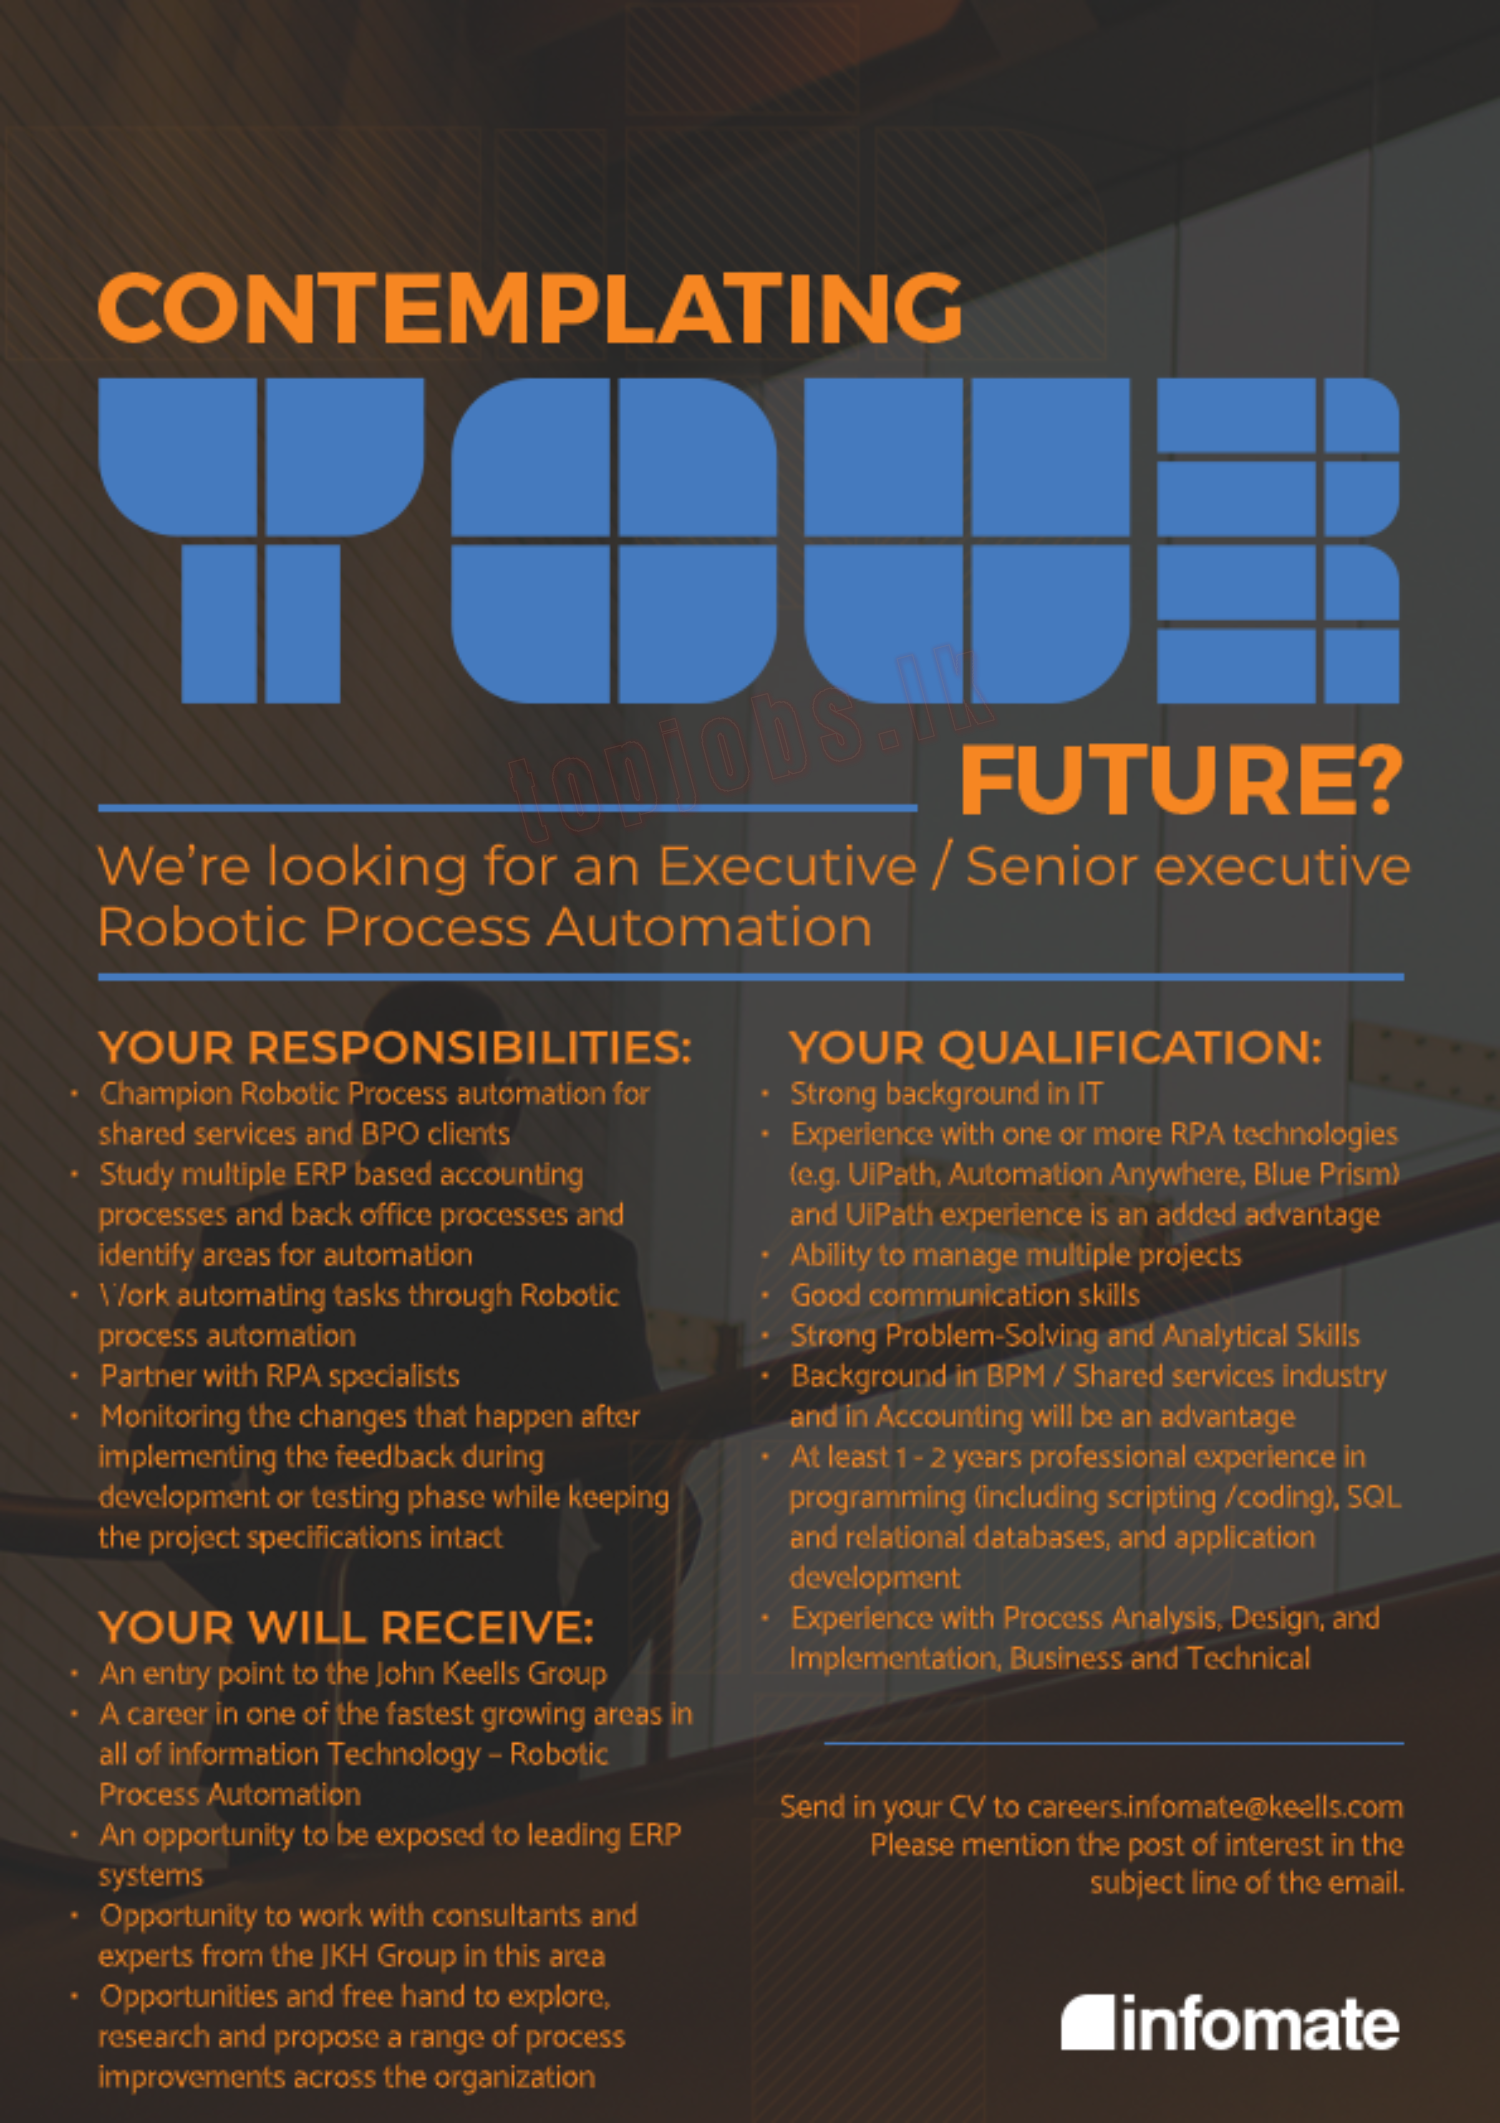 CONTEMPLATING
YOUR
FUTURE?
topjobs.lk
We're looking for an Executive / Senior executive
Robotic Process Automation
YOUR RESPONSIBILITIES:
• Champion Robotic Process automation for
shared services and BPO clients
• Study multiple ERP based accounting
processes and back office processes and
identify areas for automation
• Work automating tasks through Robotic
process automation
• Partner with RPA specialists
• Monitoring the changes that happen after
implementing the feedback during
development or testing phase while keeping
the project specifications intact
YOUR WILL RECEIVE:
• An entry point to the John Keells Group
• A career in one of the fastest growing areas in
all of information Technology – Robotic
Process Automation
• An opportunity to be exposed to leading ERP
systems
• Opportunity to work with consultants and
experts from the JKH Group in this area
• Opportunities and free hand to explore,
research and propose a range of process
improvements across the organization
YOUR QUALIFICATION:
• Strong background in IT
• Experience with one or more RPA technologies
(e.g. UiPath, Automation Anywhere, Blue Prism)
and UiPath experience is an added advantage
• Ability to manage multiple projects
• Good communication skills
• Strong Problem-Solving and Analytical Skills
• Background in BPM / Shared services industry
and in Accounting will be an advantage
• At least 1 - 2 years professional experience in
programming (including scripting /coding), SQL
and relational databases, and application
development
• Experience with Process Analysis, Design, and
Implementation, Business and Technical
Send in your CV to careers.infomate@keells.com
Please mention the post of interest in the
subject line of the email.
infomate